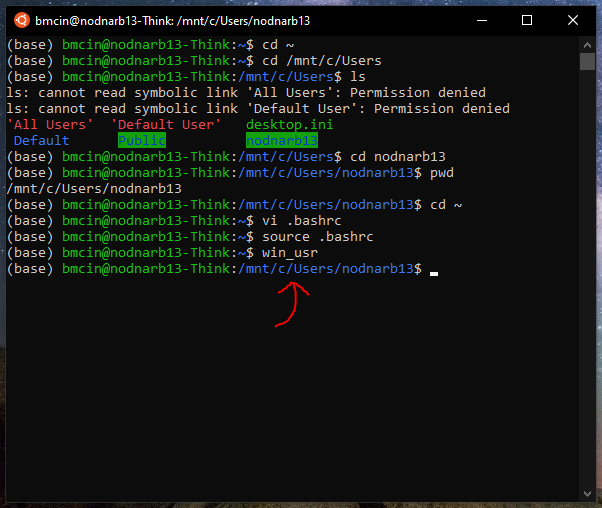 bmcin@nodnarb13-Think: /mnt/c/Users/nodnarb13
(base) bmcin@nodnarb13-Think:~$ cd ~
(base) bmcin@nodnarb13-Think:~$ cd /mnt/c/Users
(base) bmcin@nodnarb13-Think:/mnt/c/Users$ ls
ls: cannot read symbolic link 'All Users': Permission denied
ls: cannot read symbolic link 'Default User': Permission denied
'All Users'  'Default User'   desktop.ini
 Default      Public          nodnarb13
(base) bmcin@nodnarb13-Think:/mnt/c/Users$ cd nodnarb13
(base) bmcin@nodnarb13-Think:/mnt/c/Users/nodnarb13$ pwd
/mnt/c/Users/nodnarb13
(base) bmcin@nodnarb13-Think:/mnt/c/Users/nodnarb13$ cd ~
(base) bmcin@nodnarb13-Think:~$ vi .bashrc
(base) bmcin@nodnarb13-Think:~$ source .bashrc
(base) bmcin@nodnarb13-Think:~$ win_usr
(base) bmcin@nodnarb13-Think:/mnt/c/Users/nodnarb13$